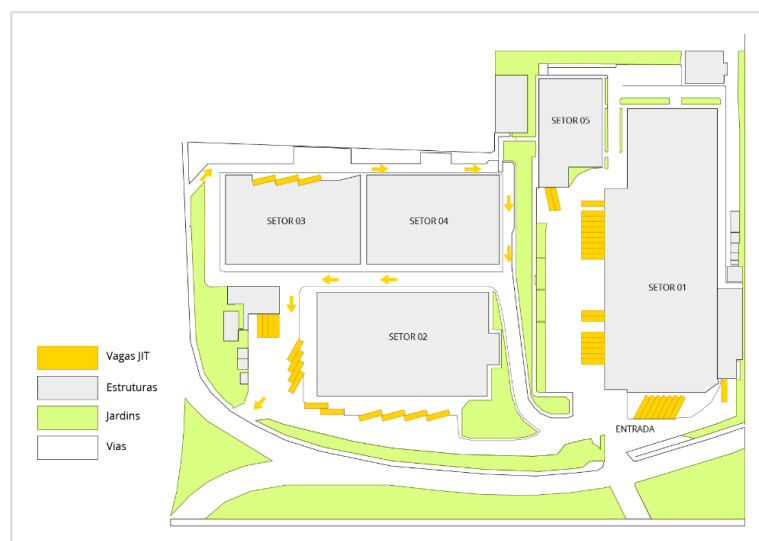 SETOR 05
SETOR 03
SETOR 04
SETOR 01
SETOR 02
Vagas JIT
Estruturas
Jardins
Vias
ENTRADA